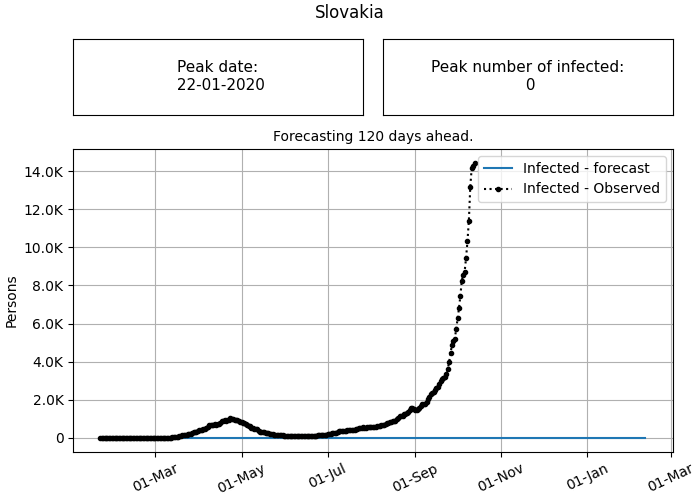 Slovakia
Peak date:
22-01-2020
Peak number of infected:
0
Forecasting 120 days ahead.
Infected - forecast
Infected - Observed
14.0K
12.0K
10.0K
8.0K
6.0K
4.0K
2.0K
0
Persons
01-Mar
01-May
01-Jul
01-Sep
01-Nov
01-Jan
01-Mar